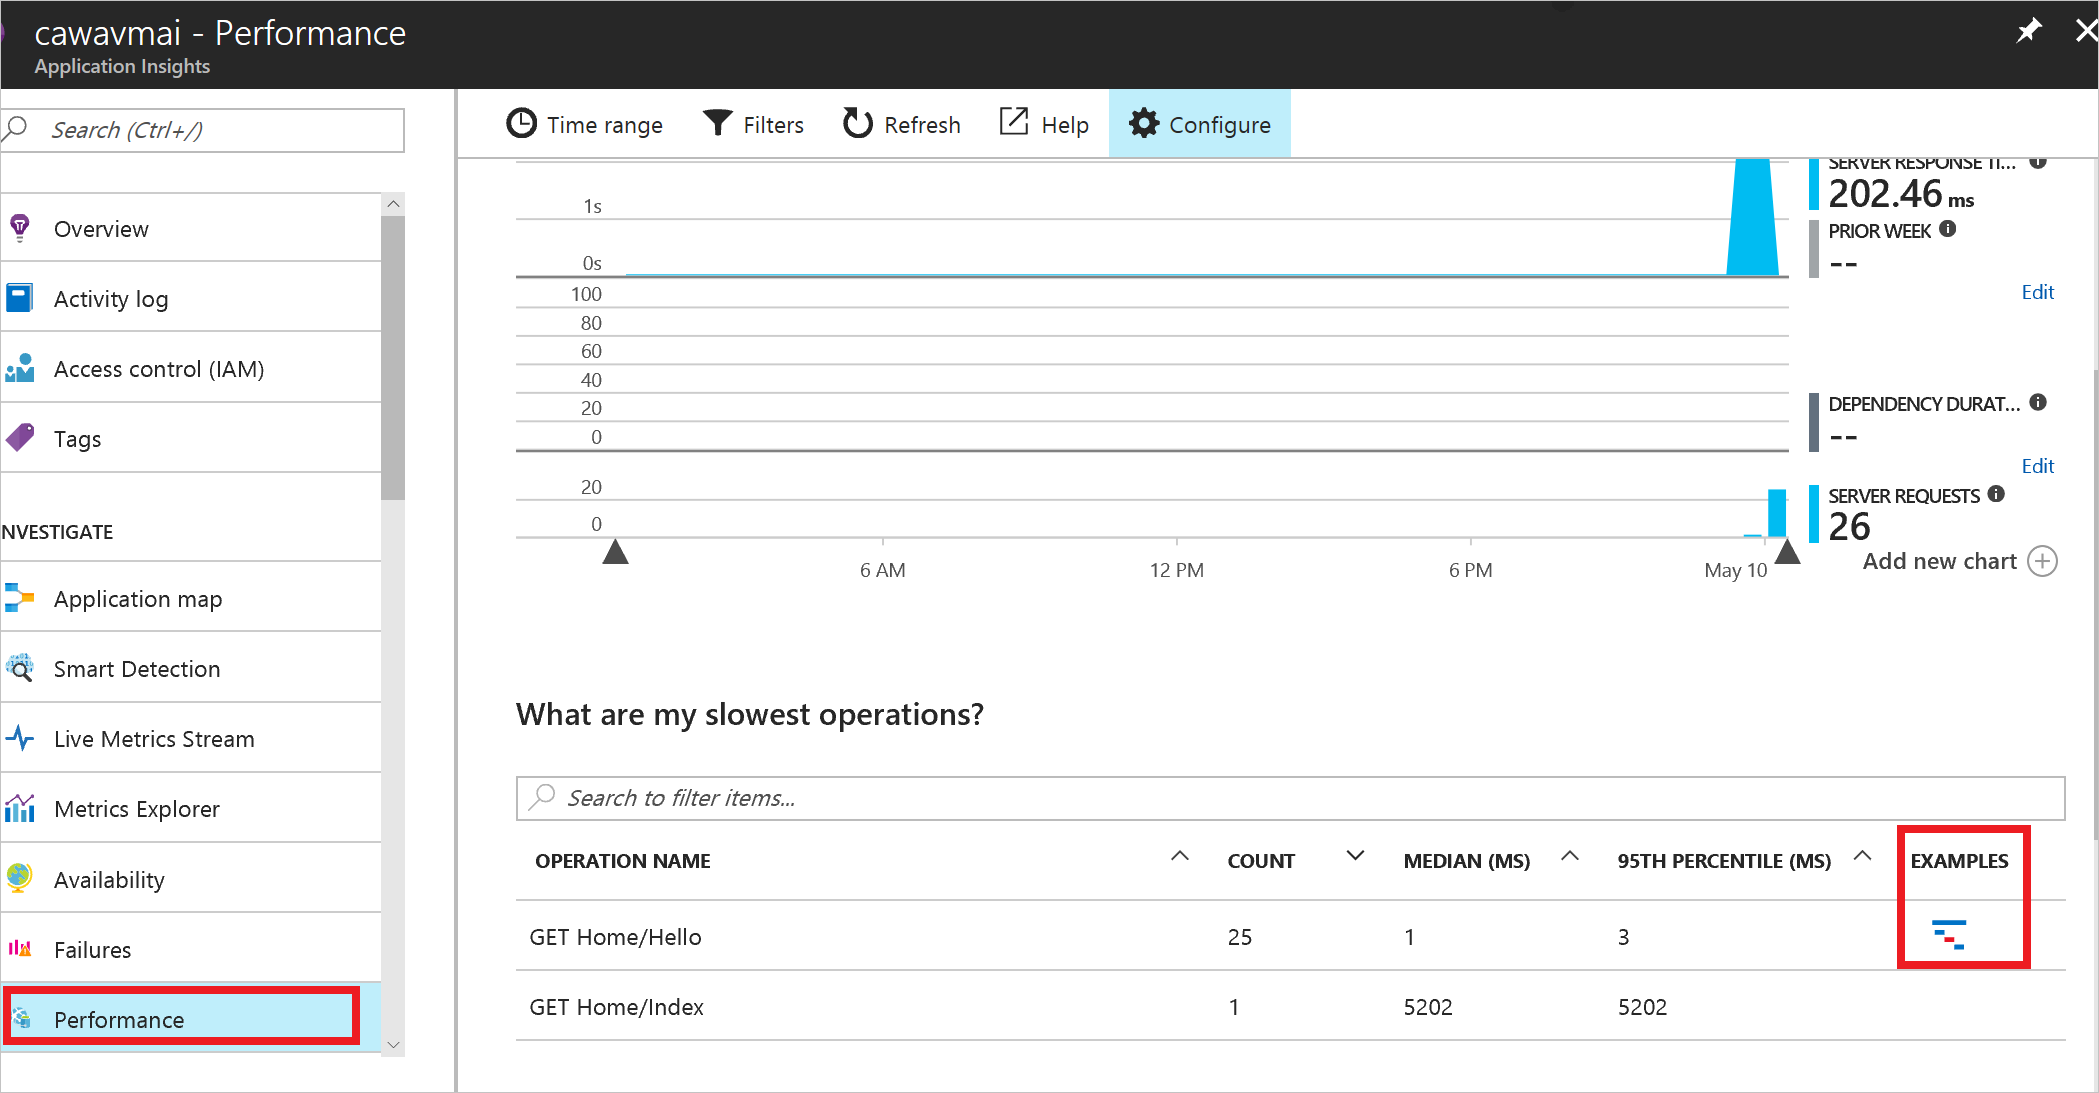 cawavmai - Performance
Application Insights
Search (Ctrl+/)
Overview
Activity log
Access control (IAM)
Tags
NVESTIGATE
Application map
Smart Detection
Live Metrics Stream
Metrics Explorer
Availability
Failures
Performance
Time range
Filters
Refresh
Help
Configure
1s
0s
100
80
60
40
20
0
20
0
6 AM
12 PM
6 PM
May 10
SERVER RESPONSE TI...
202.46 ms
PRIOR WEEK
--
Edit
DEPENDENCY DURAT...
--
Edit
SERVER REQUESTS
26
Add new chart
What are my slowest operations?
Search to filter items...
OPERATION NAME COUNT MEDIAN (MS) 95TH PERCENTILE (MS) EXAMPLES
GET Home/Hello 25 1 3
GET Home/Index 1 5202 5202